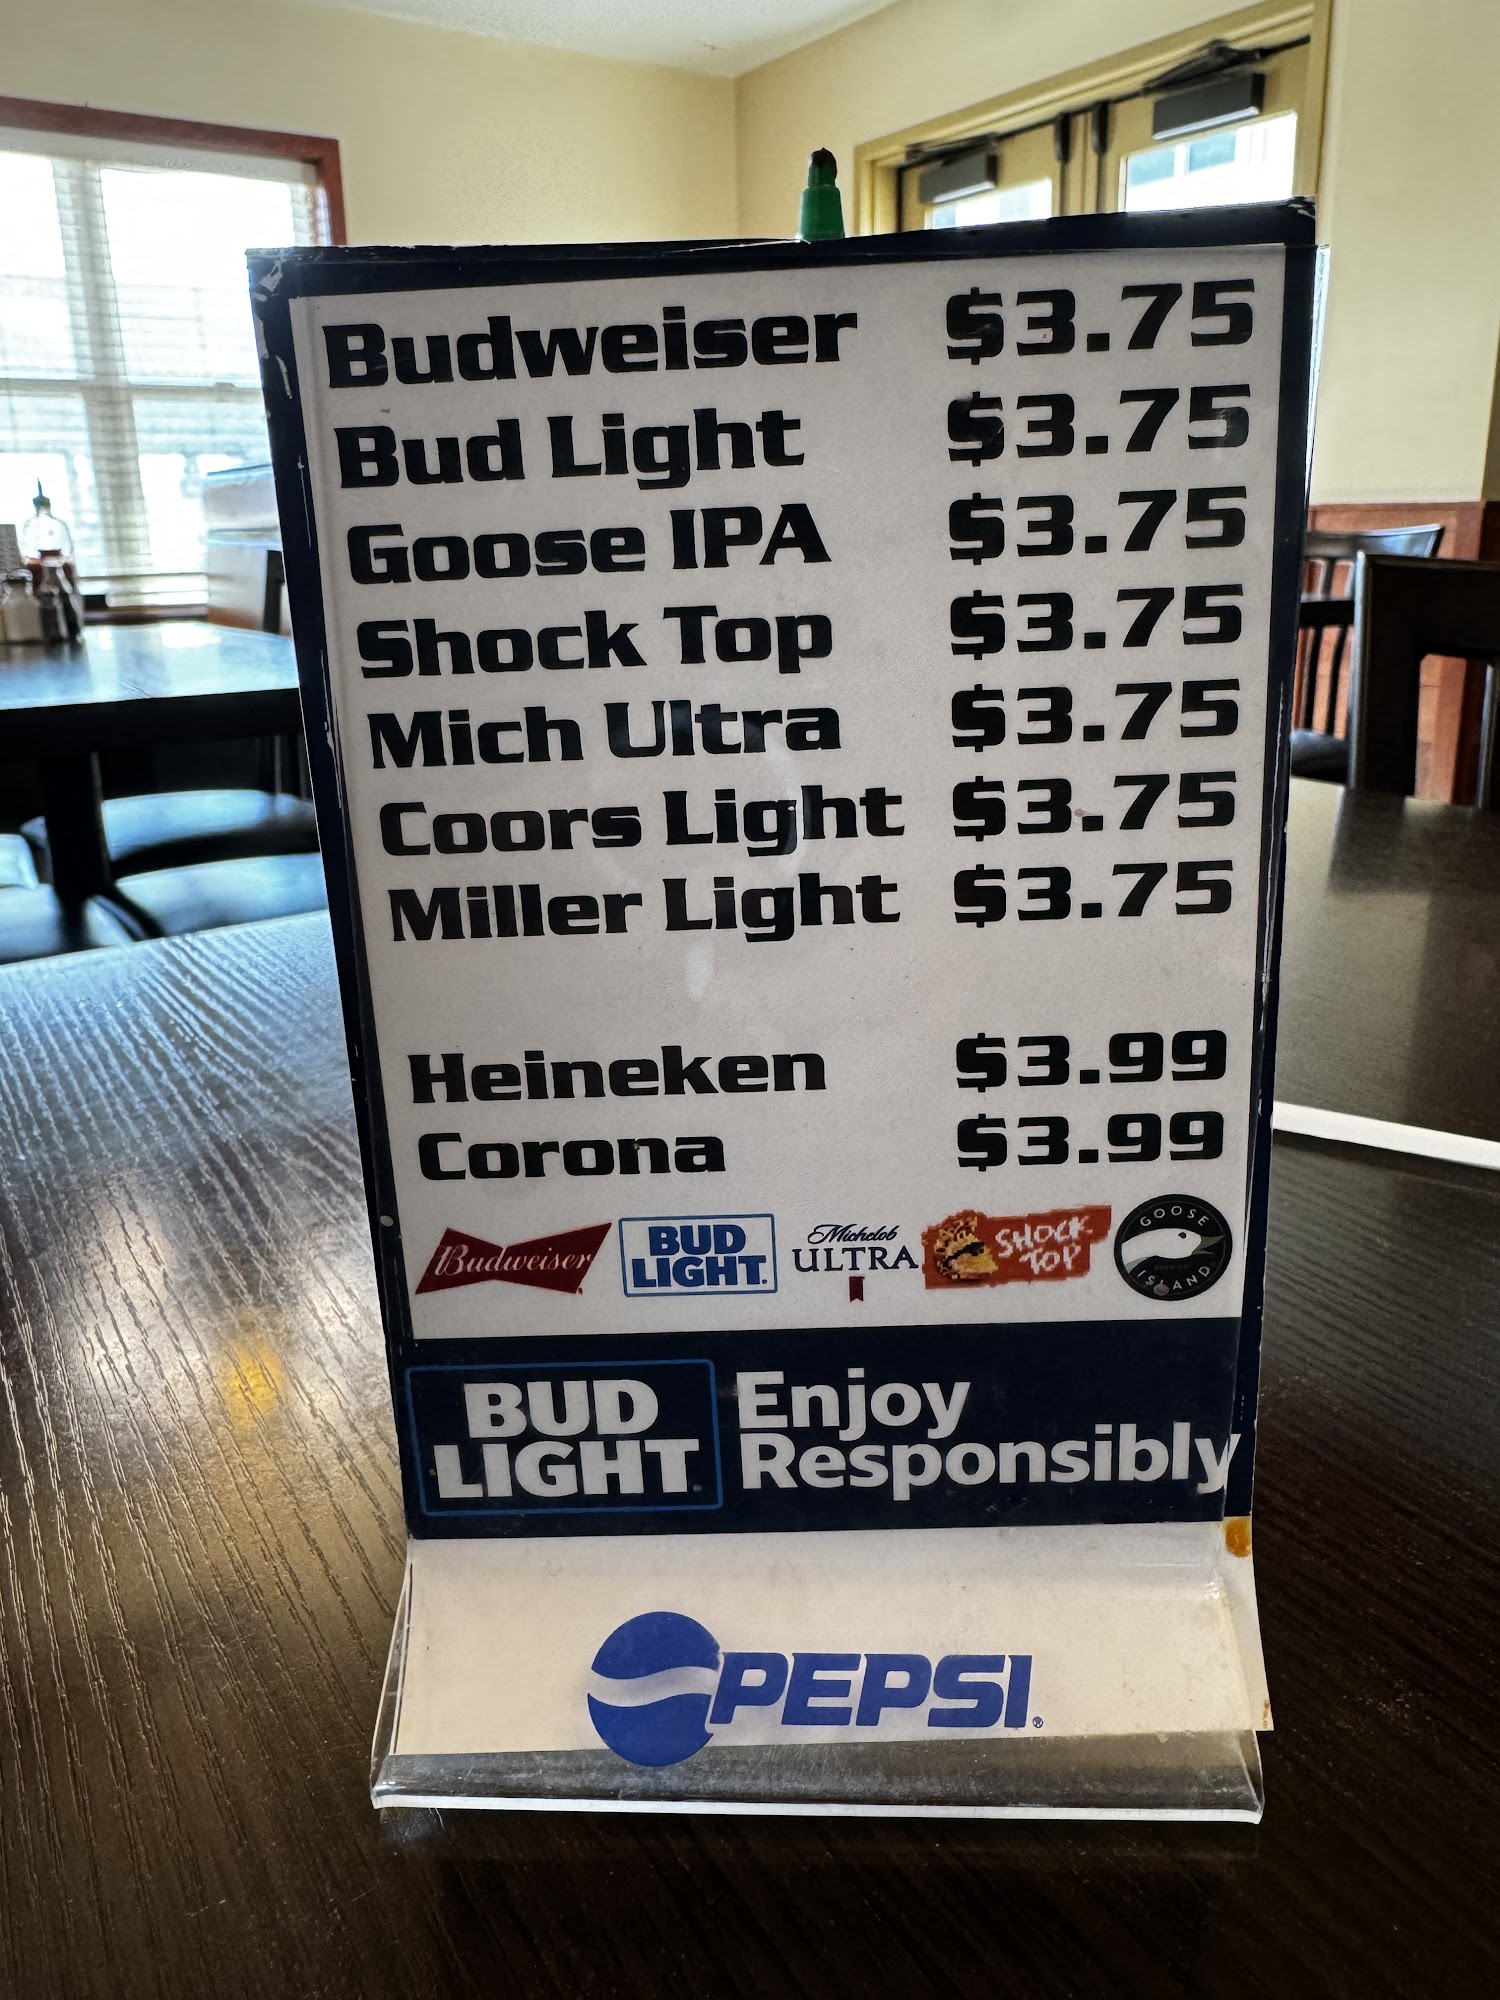 Budweiser $3.75
Bud Light $3.75
Goose IPA $3.75
Shock Top $3.75
Mich Ultra $3.75
Coors Light $3.75
Miller Light $3.75
Heineken $3.99
Corona $3.99
Budweiser
BUD
LIGHT.
Michelob
ULTRA
SHOCK
TOP
GOOSE
ISLAND
BUD
LIGHT.
Enjoy
Responsibly
PEPSI®